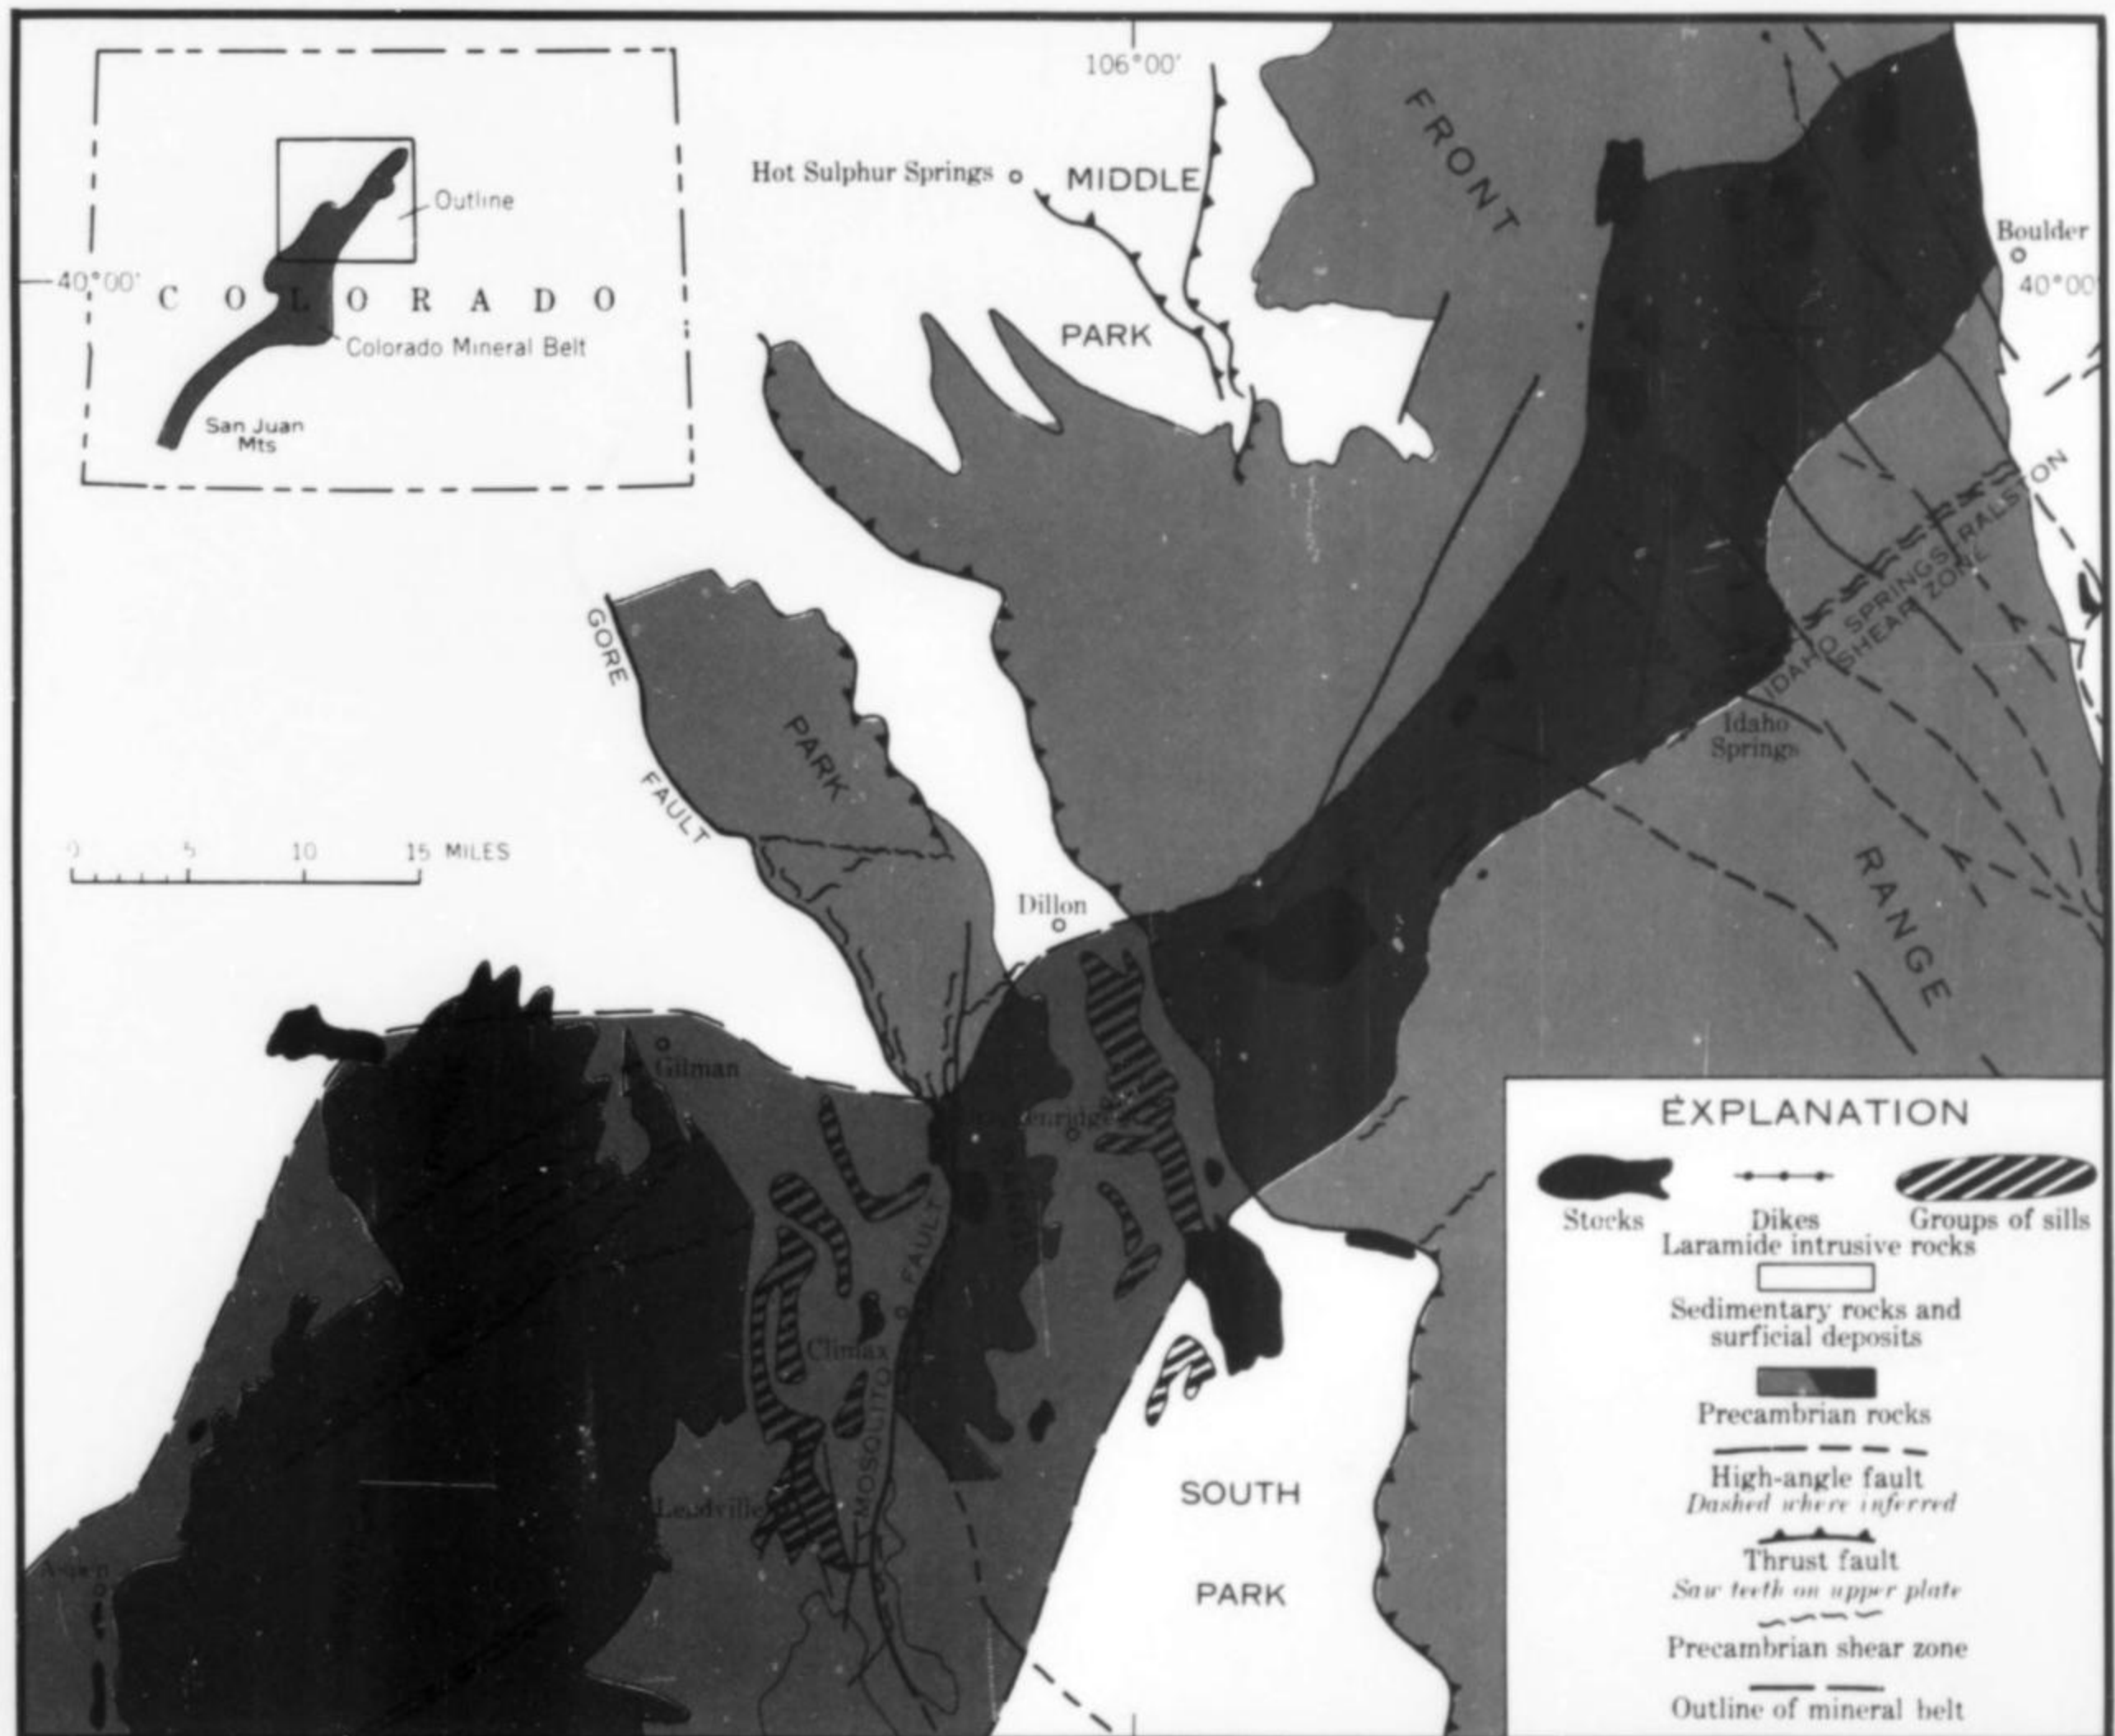 106°00'
Outline
40°00'
COLORADO
Colorado Mineral Belt
San Juan
Mts
Hot Sulphur Springs
MIDDLE
PARK
FRONT
Boulder
40°00'
GORE
FAULT
PARK
IDAHO SPRINGS-RALSTON
SHEAR ZONE
Idaho
Springs
RANGE
0 5 10 15 MILES
Dillon
Gilman
MOSQUITO FAULT
Climax
Leadville
SOUTH
PARK
EXPLANATION
Stocks
Dikes
Groups of sills
Laramide intrusive rocks
Sedimentary rocks and
surficial deposits
Precambrian rocks
High-angle fault
Dashed where inferred
Thrust fault
Saw teeth on upper plate
Precambrian shear zone
Outline of mineral belt